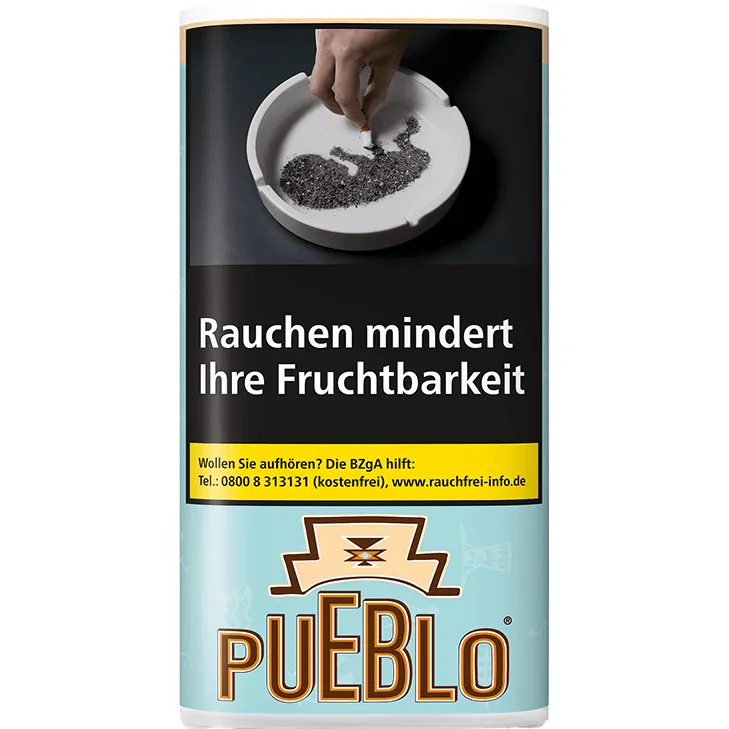 Rauchen mindert
Ihre Fruchtbarkeit
Wollen Sie aufhören? Die BZgA hilft:
Tel.: 0800 8 313131 (kostenfrei), www.rauchfrei-info.de
PUEBLO®